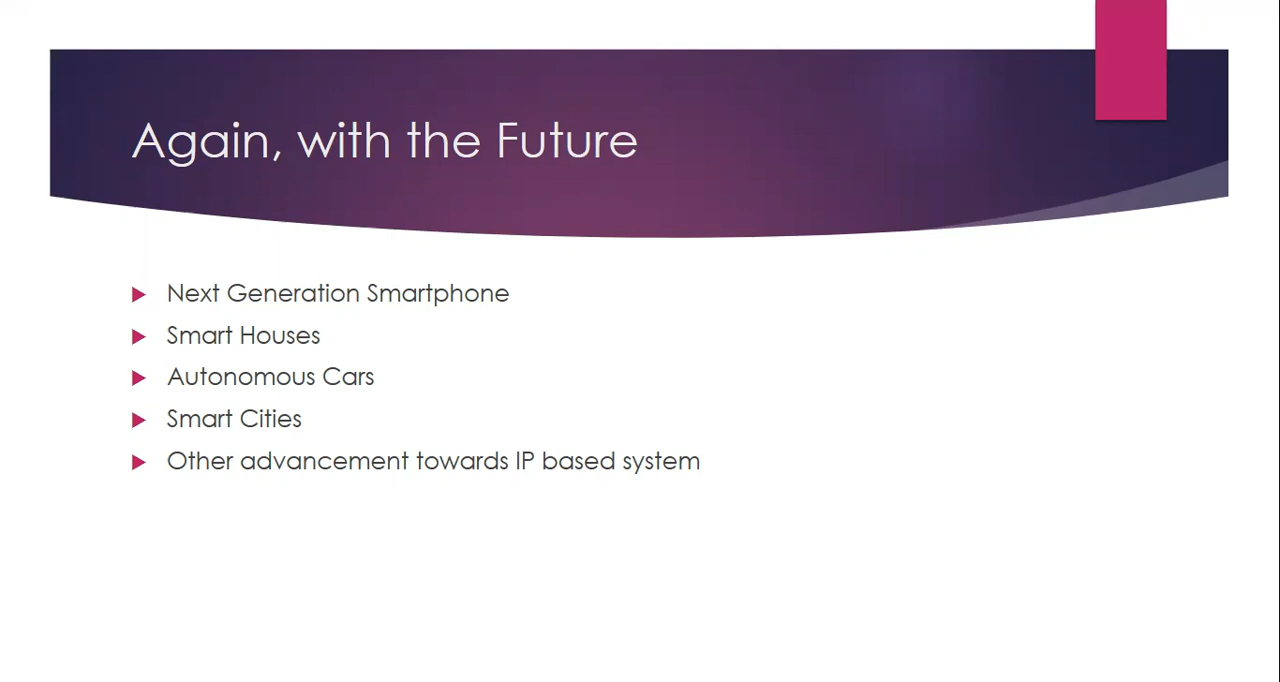 Again, with the Future
Next Generation Smartphone
Smart Houses
Autonomous Cars
Smart Cities
Other advancement towards IP based system